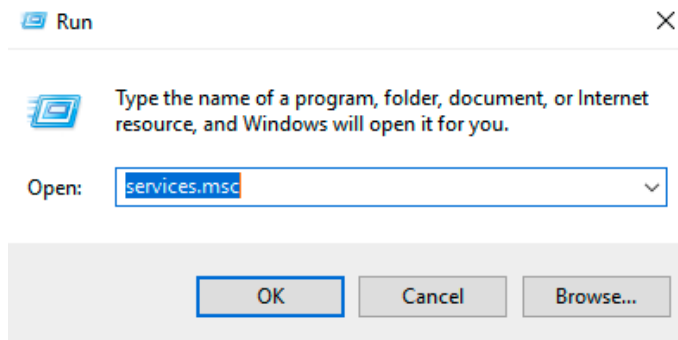 Run
Type the name of a program, folder, document, or Internet
resource, and Windows will open it for you.
Open: services.msc
OK Cancel Browse...